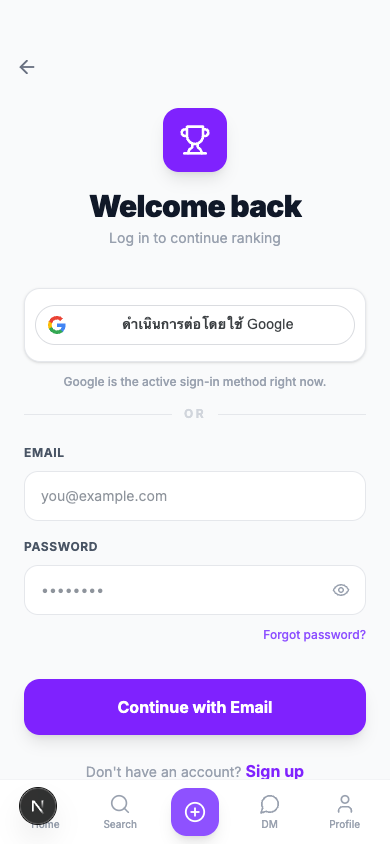 Welcome back
Log in to continue ranking
ดำเนินการต่อโดยใช้ Google
Google is the active sign-in method right now.
OR
EMAIL
you@example.com
PASSWORD
••••••••
Forgot password?
Continue with Email
Don't have an account? Sign up
N
Home
Search
DM
Profile